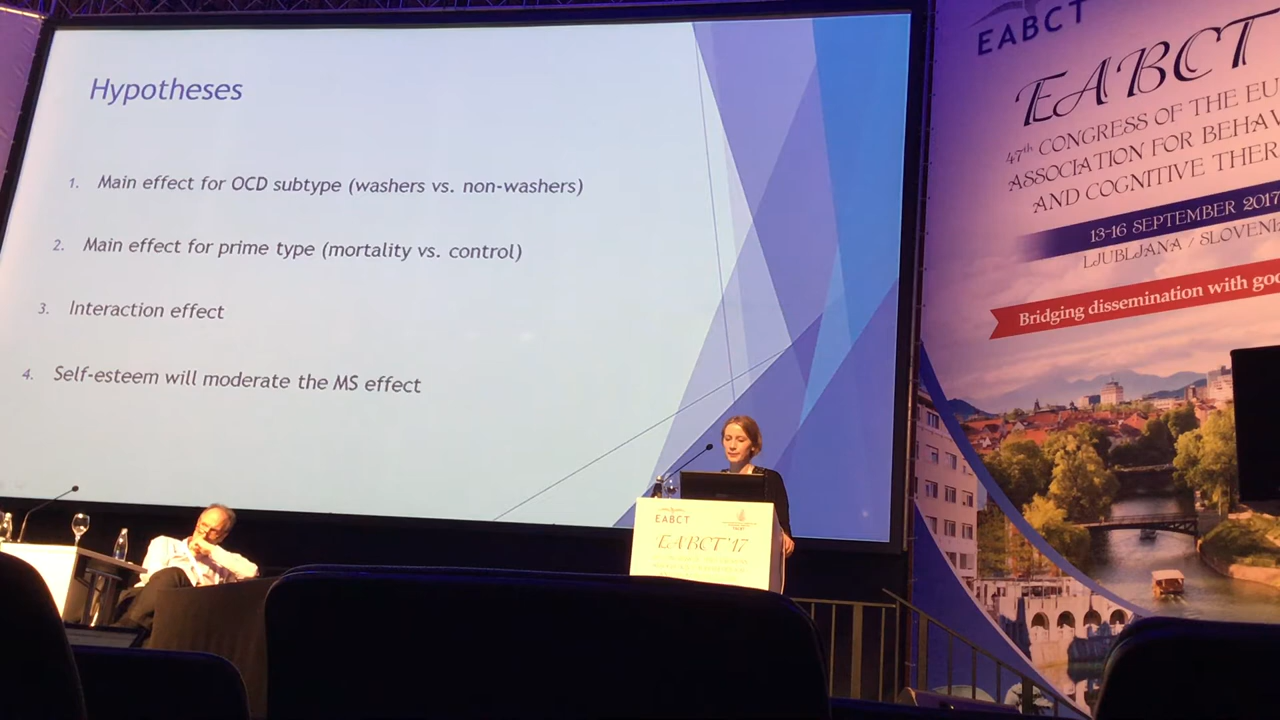 Hypotheses
1. Main effect for OCD subtype (washers vs. non-washers)
2. Main effect for prime type (mortality vs. control)
3. Interaction effect
4. Self-esteem will moderate the MS effect
EABCT
EABCT
47th CONGRESS OF THE EU
ASSOCIATION FOR BEHAV
AND COGNITIVE THER
13-16 SEPTEMBER 2017
LJUBLJANA / SLOVENI
Bridging dissemination with goo
EABCT
EABCT'17